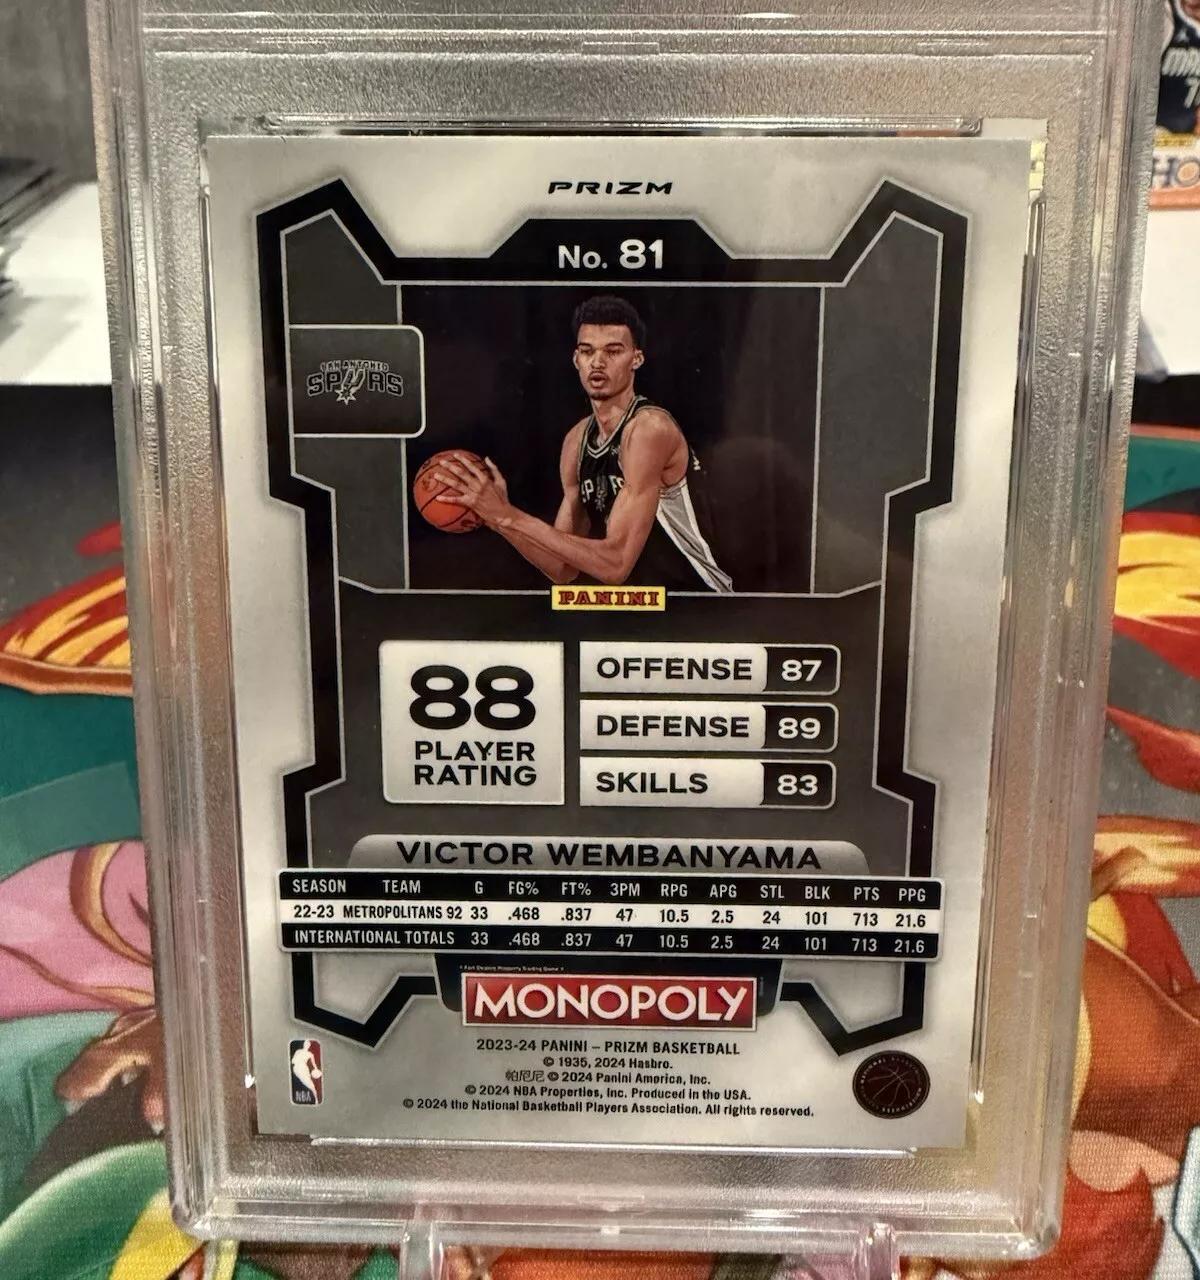 PRIZM
No. 81
SAN ANTONIO
SPURS
PANINI
88
PLAYER
RATING
OFFENSE 87
DEFENSE 89
SKILLS 83
VICTOR WEMBANYAMA
SEASON TEAM G FG% FT% 3PM RPG APG STL BLK PTS PPG
22-23 METROPOLITANS 92 33 .468 .837 47 10.5 2.5 24 101 713 21.6
INTERNATIONAL TOTALS 33 .468 .837 47 10.5 2.5 24 101 713 21.6
MONOPOLY
2023-24 PANINI – PRIZM BASKETBALL
© 1935, 2024 Hasbro.
帕尼尼 © 2024 Panini America, Inc.
© 2024 NBA Properties, Inc. Produced in the USA.
© 2024 the National Basketball Players Association. All rights reserved.
NBA